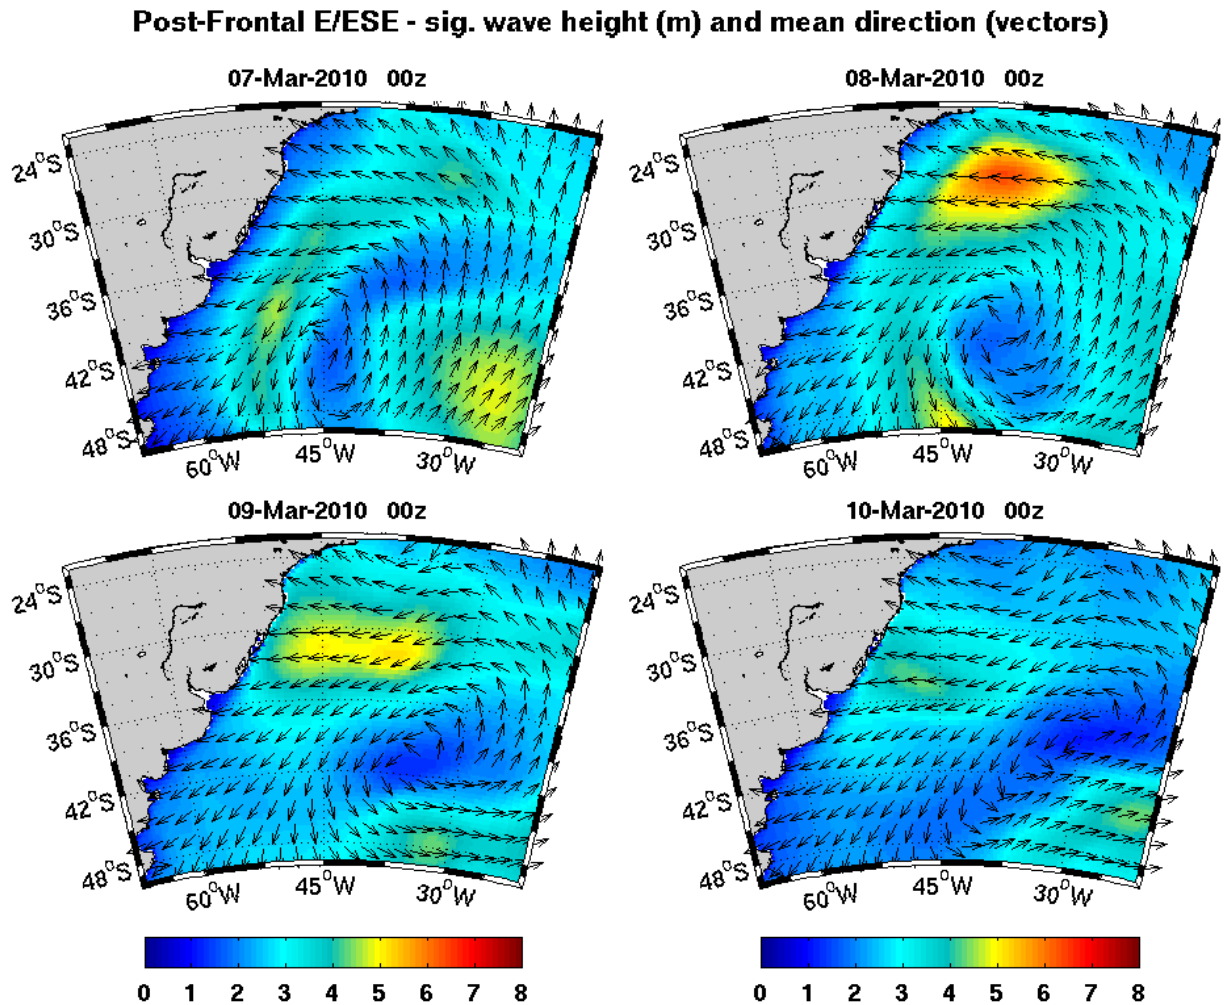 Post-Frontal E/ESE - sig. wave height (m) and mean direction (vectors)
07-Mar-2010 00z
08-Mar-2010 00z
24°S
30°S
36°S
42°S
48°S
60°W
45°W
30°W
24°S
30°S
36°S
42°S
48°S
60°W
45°W
30°W
09-Mar-2010 00z
10-Mar-2010 00z
24°S
30°S
36°S
42°S
48°S
60°W
45°W
30°W
24°S
30°S
36°S
42°S
48°S
60°W
45°W
30°W
0 1 2 3 4 5 6 7 8
0 1 2 3 4 5 6 7 8